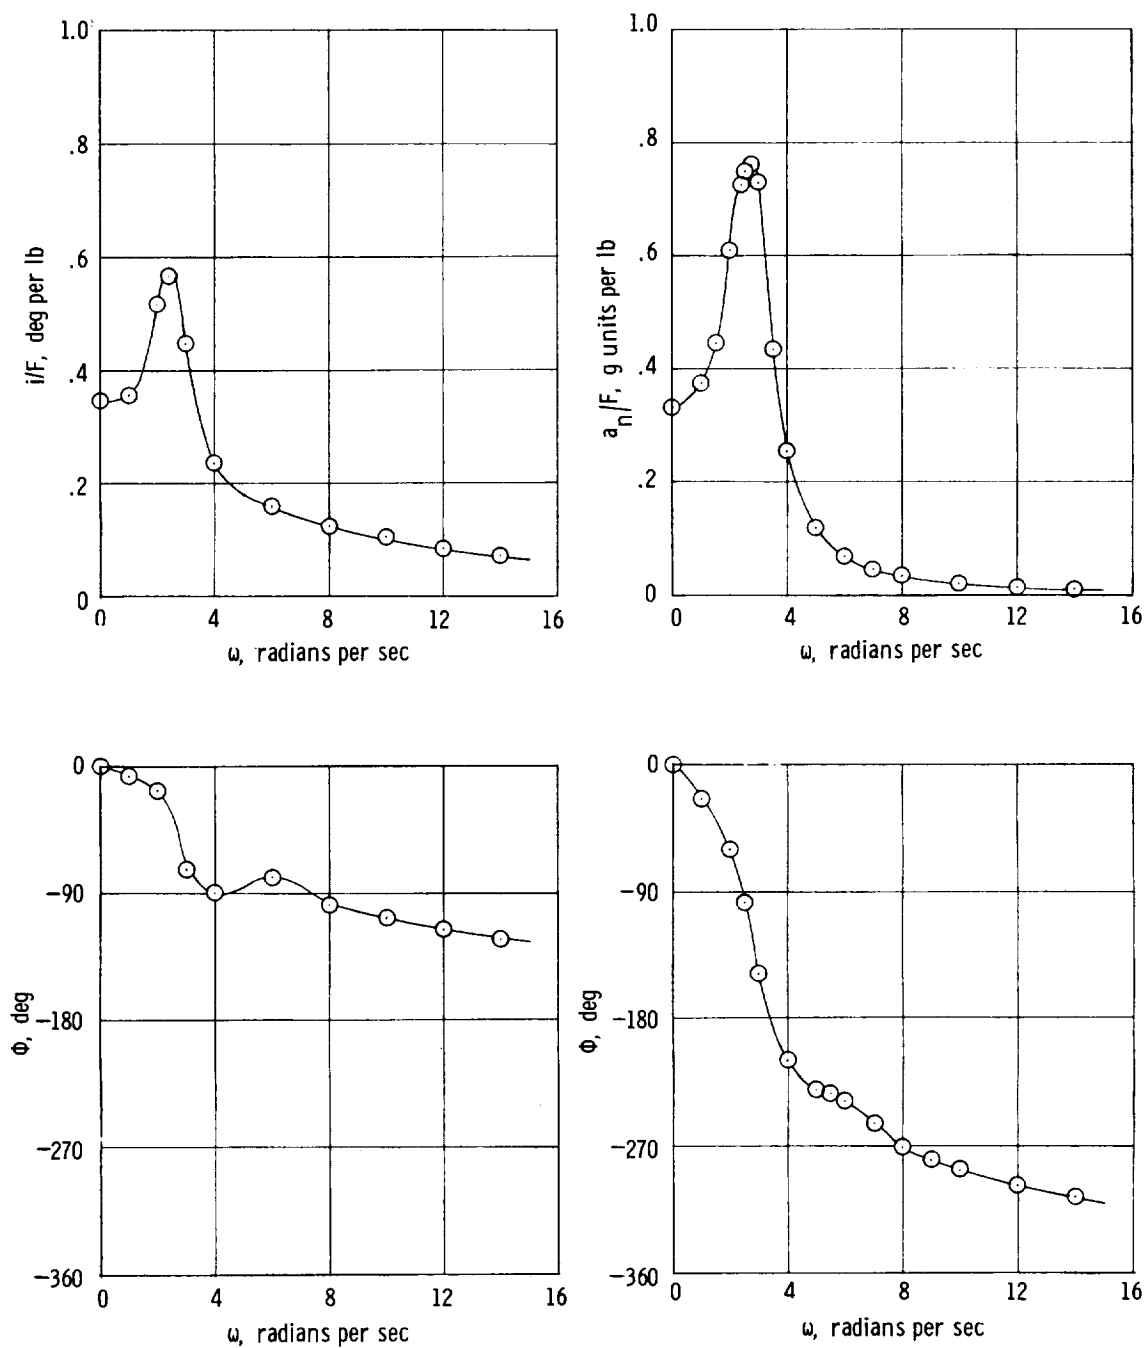 1.0
.8
.6
.4
.2
0
i/F, deg per lb
0 4 8 12 16
ω, radians per sec
1.0
.8
.6
.4
.2
0
a_n/F, g units per lb
0 4 8 12 16
ω, radians per sec
0
−90
−180
−270
−360
Φ, deg
0 4 8 12 16
ω, radians per sec
0
−90
−180
−270
−360
Φ, deg
0 4 8 12 16
ω, radians per sec